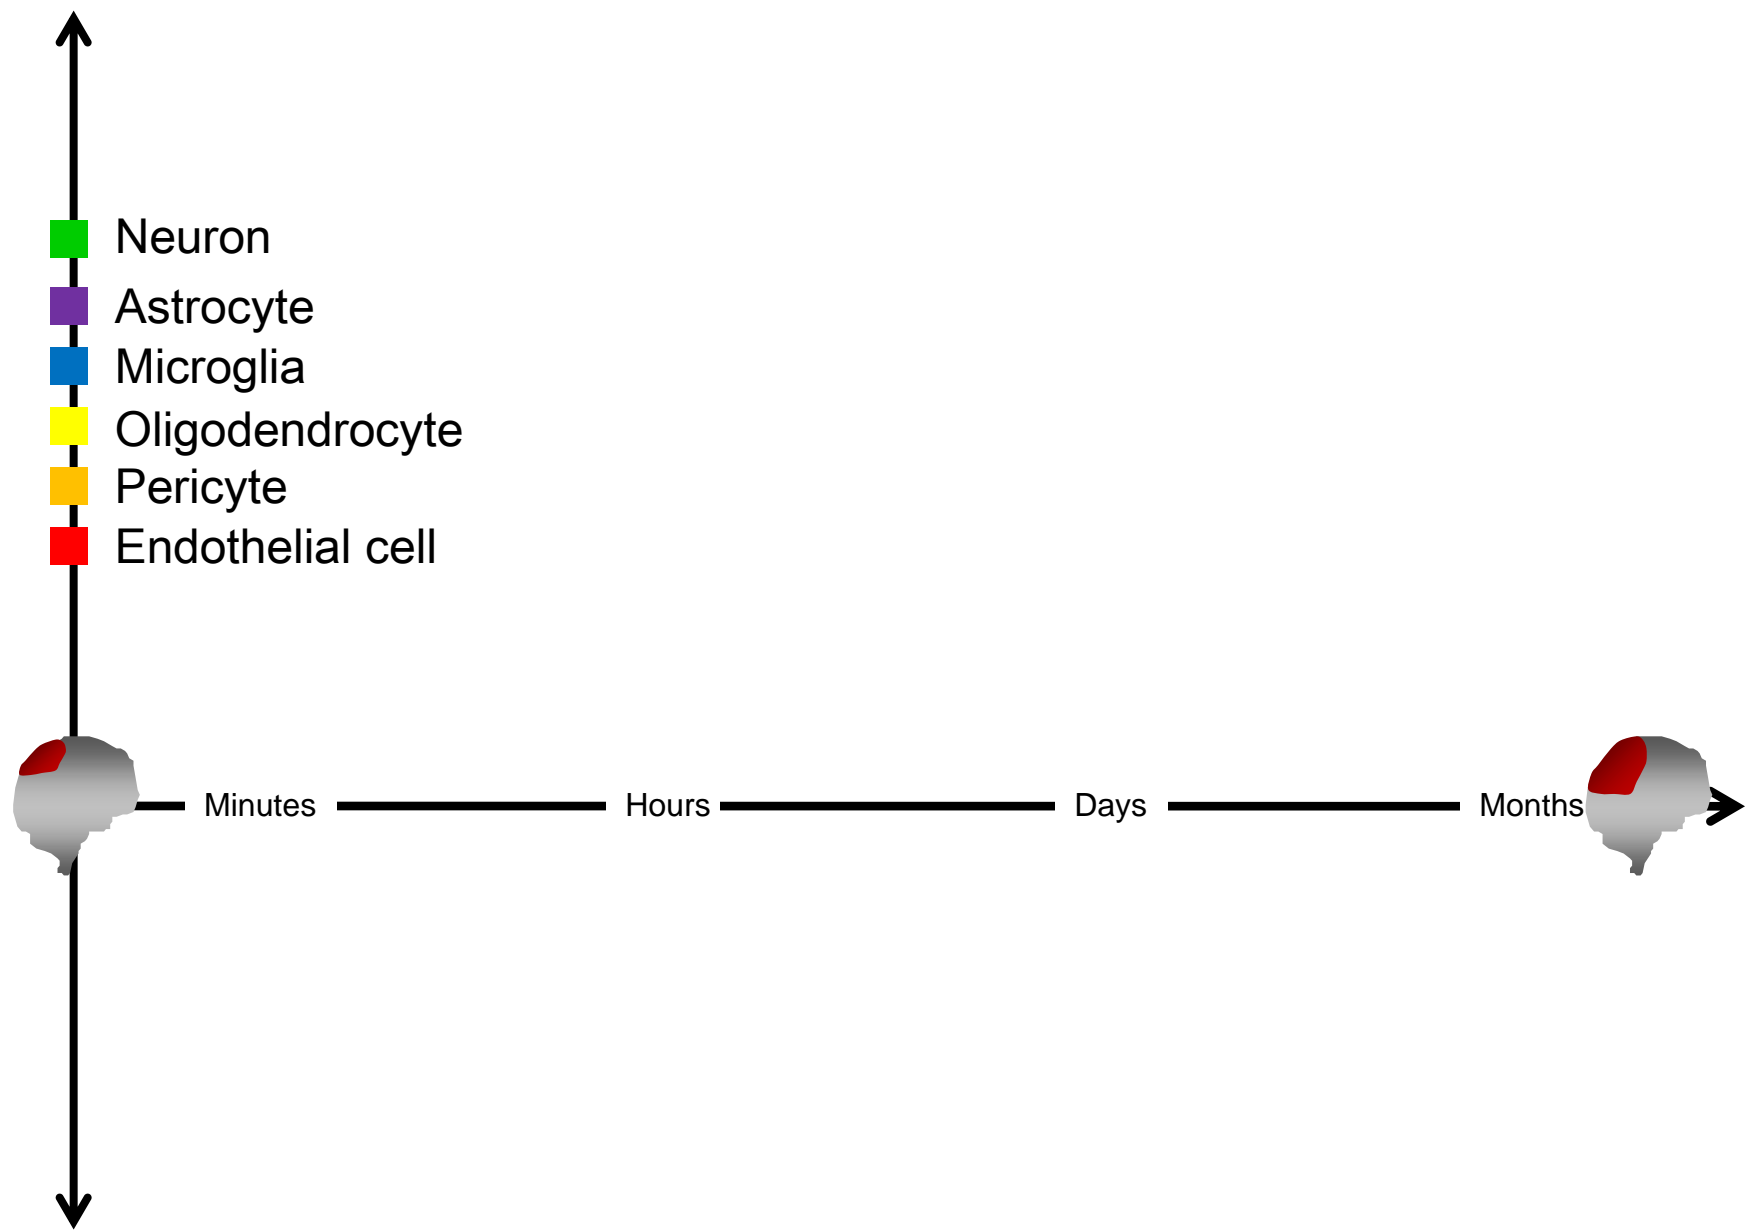 Neuron
Astrocyte
Microglia
Oligodendrocyte
Pericyte
Endothelial cell
Minutes Hours Days Months